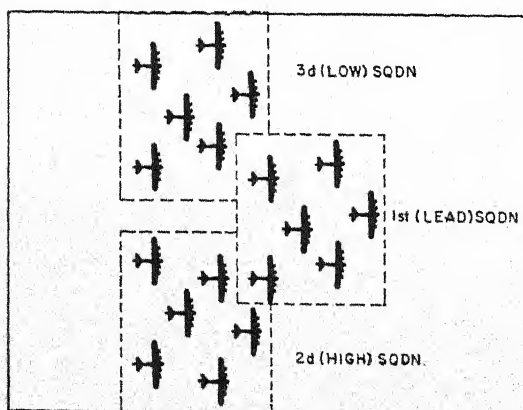 3d (LOW) SQDN
1st (LEAD) SQDN
2d (HIGH) SQDN.